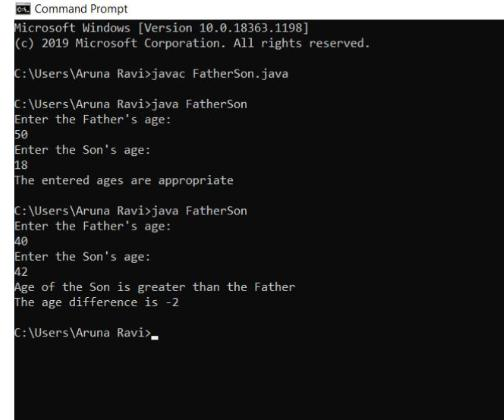 Command Prompt
Microsoft Windows [Version 10.0.18363.1198]
(c) 2019 Microsoft Corporation. All rights reserved.
C:\Users\Aruna Ravi>javac FatherSon.java
C:\Users\Aruna Ravi>java FatherSon
Enter the Father's age:
50
Enter the Son's age:
18
The entered ages are appropriate
C:\Users\Aruna Ravi>java FatherSon
Enter the Father's age:
40
Enter the Son's age:
42
Age of the Son is greater than the Father
The age difference is -2
C:\Users\Aruna Ravi>